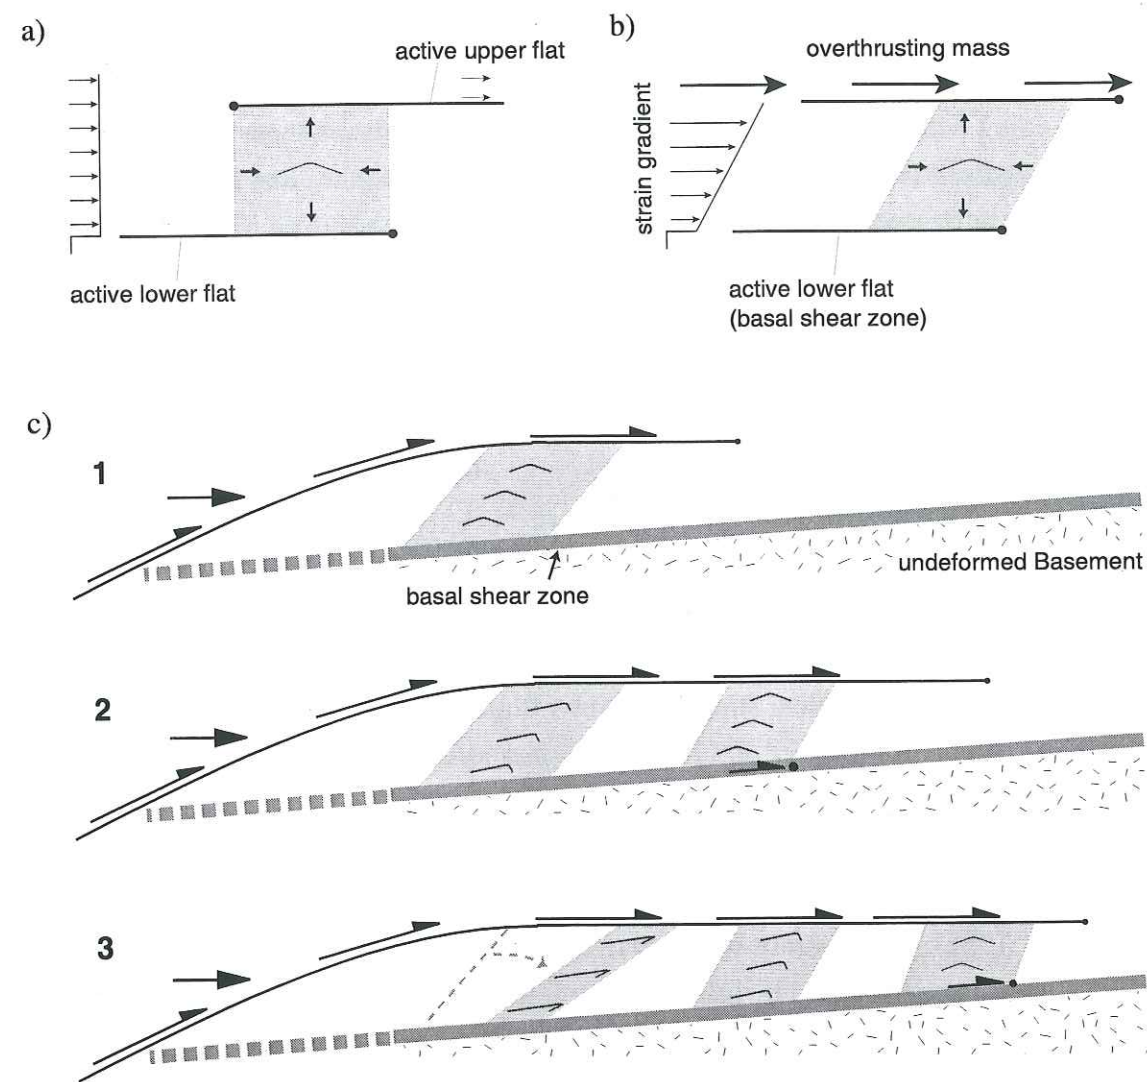 a)
active upper flat
active lower flat
b)
overthrusting mass
strain gradient
active lower flat
(basal shear zone)
c)
1
undeformed Basement
basal shear zone
2
3